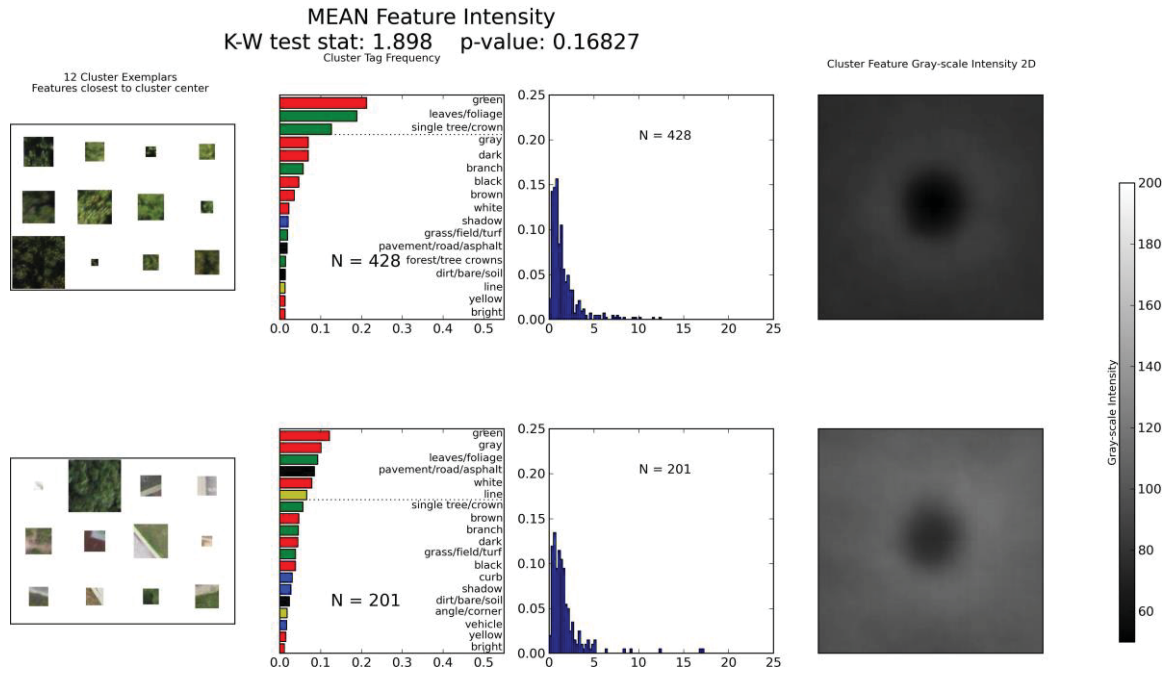 MEAN Feature Intensity
K-W test stat: 1.898 p-value: 0.16827
Cluster Tag Frequency
12 Cluster Exemplars
Features closest to cluster center
Cluster Feature Gray-scale Intensity 2D
green
leaves/foliage
single tree/crown
gray
dark
branch
black
brown
white
shadow
grass/field/turf
pavement/road/asphalt
forest/tree crowns
dirt/bare/soil
line
yellow
bright
N = 428
0.0 0.1 0.2 0.3 0.4 0.5
0.25
0.20
0.15
0.10
0.05
0.00
N = 428
0 5 10 15 20 25
green
gray
leaves/foliage
pavement/road/asphalt
white
line
single tree/crown
brown
branch
dark
grass/field/turf
black
curb
shadow
dirt/bare/soil
angle/corner
vehicle
yellow
bright
N = 201
0.0 0.1 0.2 0.3 0.4 0.5
0.25
0.20
0.15
0.10
0.05
0.00
N = 201
0 5 10 15 20 25
200
180
160
140
120
100
80
60
Gray-scale Intensity